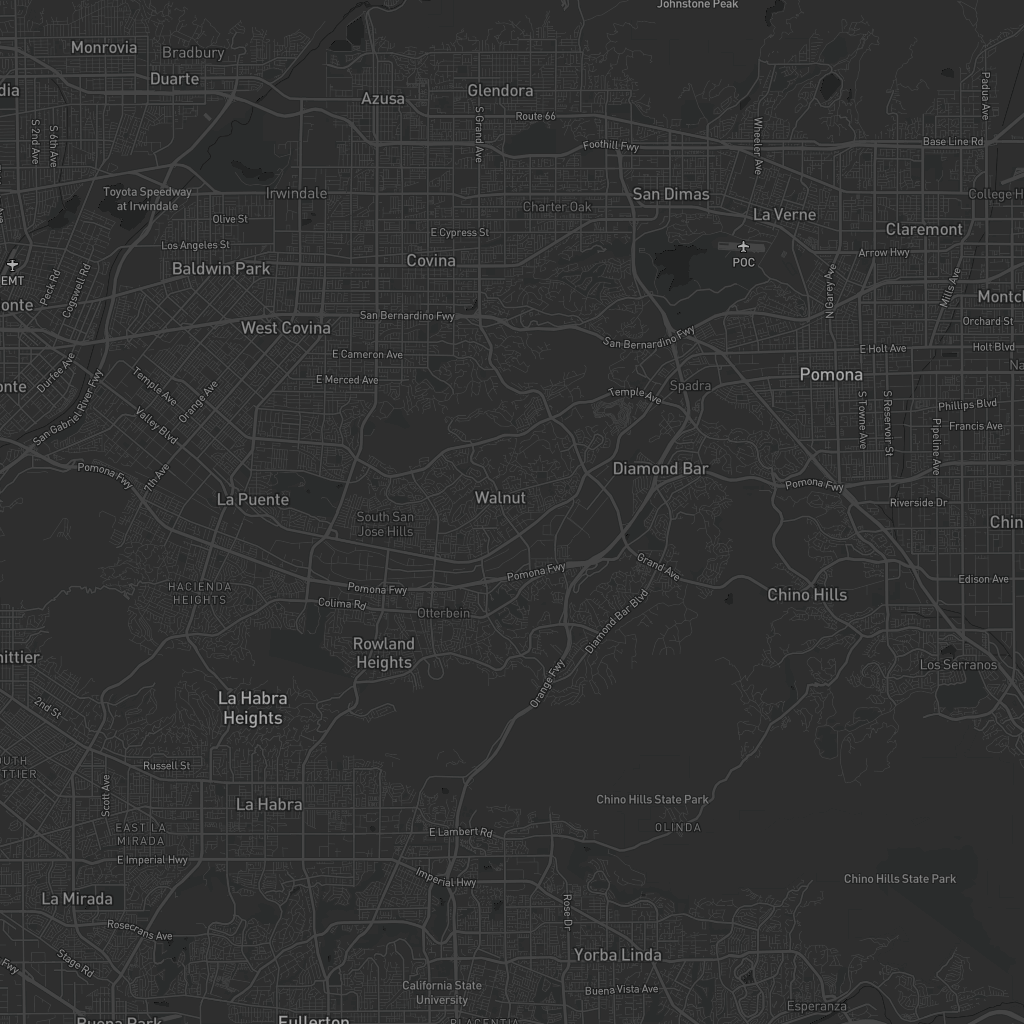 Johnstone Peak
Monrovia
Bradbury
Duarte
dia
Azusa
Glendora
Padua Ave
S 2nd Ave
S 6th Ave
S Grand Ave
Route 66
Foothill Fwy
Wheeler Ave
Base Line Rd
Toyota Speedway
at Irwindale
Irwindale
Charter Oak
San Dimas
La Verne
College H
Olive St
E Cypress St
Claremont
Los Angeles St
Baldwin Park
Covina
POC
Arrow Hwy
EMT
Peck Rd
Cogswell Rd
N Garey Ave
Mills Ave
onte
Montcl
West Covina
San Bernardino Fwy
San Bernardino Fwy
Orchard St
E Cameron Ave
E Holt Ave
Holt Blvd
Na
Durfee Ave
E Merced Ave
Temple Ave
Orange Ave
Spadra
Pomona
onte
Temple Ave
San Gabriel River Fwy
Valley Blvd
S Towne Ave
S Reservoir St
Phillips Blvd
Francis Ave
Pipeline Ave
Pomona Fwy
7th Ave
Diamond Bar
Pomona Fwy
La Puente
Walnut
Riverside Dr
South San
Jose Hills
Chin
Pomona Fwy
Grand Ave
HACIENDA
HEIGHTS
Pomona Fwy
Edison Ave
Colima Rd
Otterbein
Chino Hills
Diamond Bar Blvd
Rowland
Heights
hittier
Los Serranos
Orange Fwy
La Habra
Heights
2nd St
OUTH
TTIER
Russell St
Scott Ave
La Habra
Chino Hills State Park
OLINDA
EAST LA
MIRADA
E Lambert Rd
E Imperial Hwy
Imperial Hwy
Chino Hills State Park
La Mirada
Rose Dr
Rosecrans Ave
Stage Rd
Fwy
Yorba Linda
California State
University
Buena Vista Ave
Esperanza
Buena Park
Fullerton
PLACENTIA